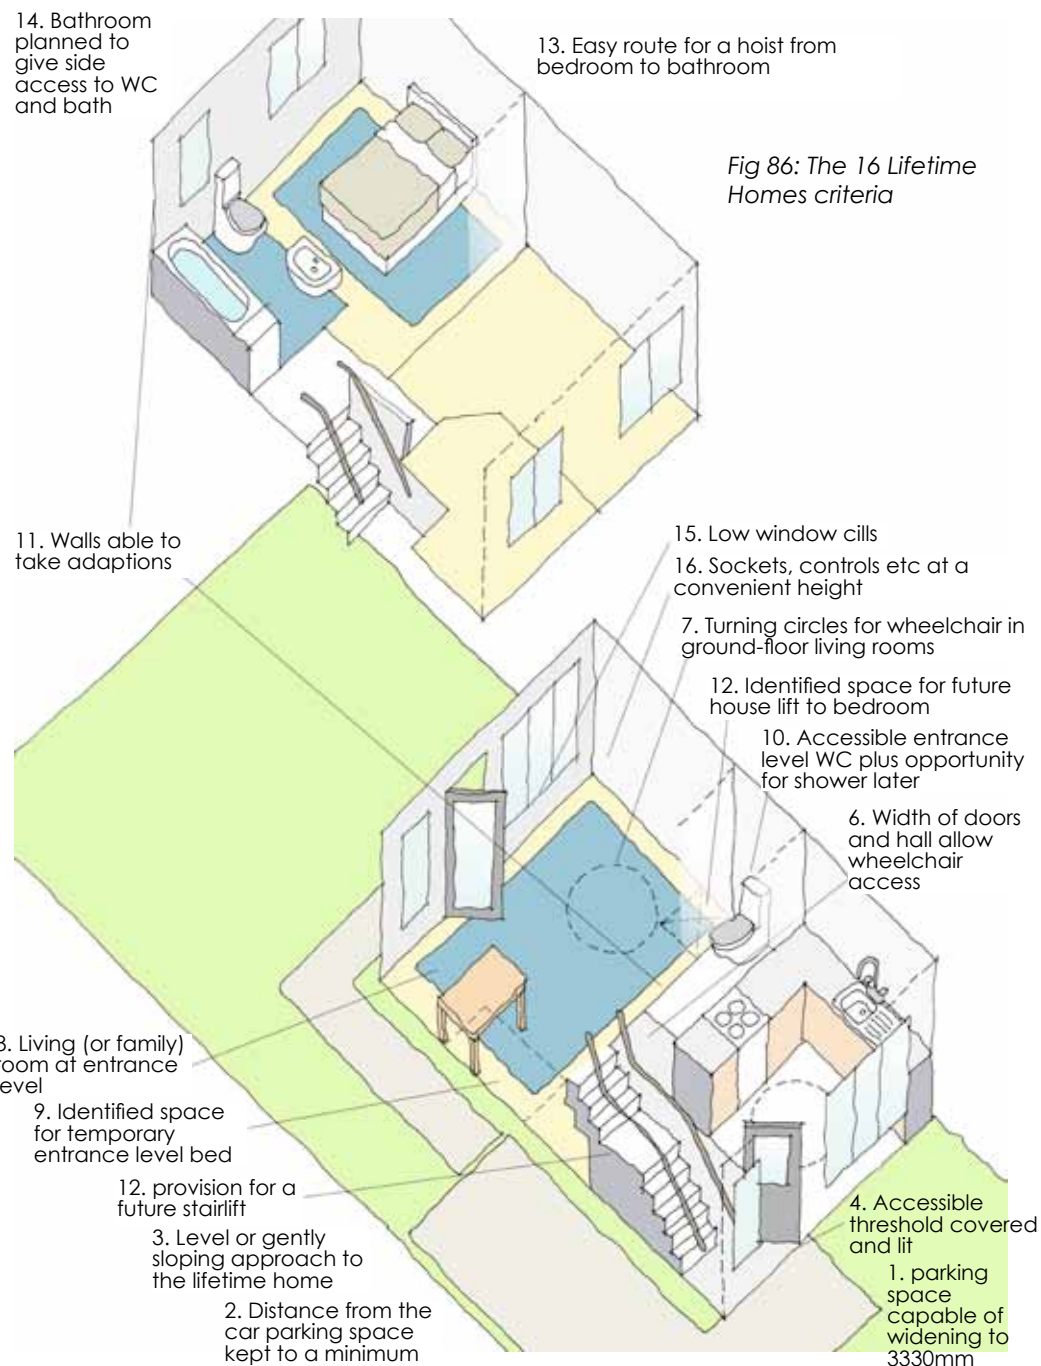 14. Bathroom
planned to
give side
access to WC
and bath
13. Easy route for a hoist from
bedroom to bathroom
Fig 86: The 16 Lifetime
Homes criteria
11. Walls able to
take adaptions
15. Low window cills
16. Sockets, controls etc at a
convenient height
7. Turning circles for wheelchair in
ground-floor living rooms
12. Identified space for future
house lift to bedroom
10. Accessible entrance
level WC plus opportunity
for shower later
6. Width of doors
and hall allow
wheelchair
access
8. Living (or family)
room at entrance
level
9. Identified space
for temporary
entrance level bed
12. provision for a
future stairlift
3. Level or gently
sloping approach to
the lifetime home
2. Distance from the
car parking space
kept to a minimum
4. Accessible
threshold covered
and lit
1. parking
space
capable of
widening to
3330mm